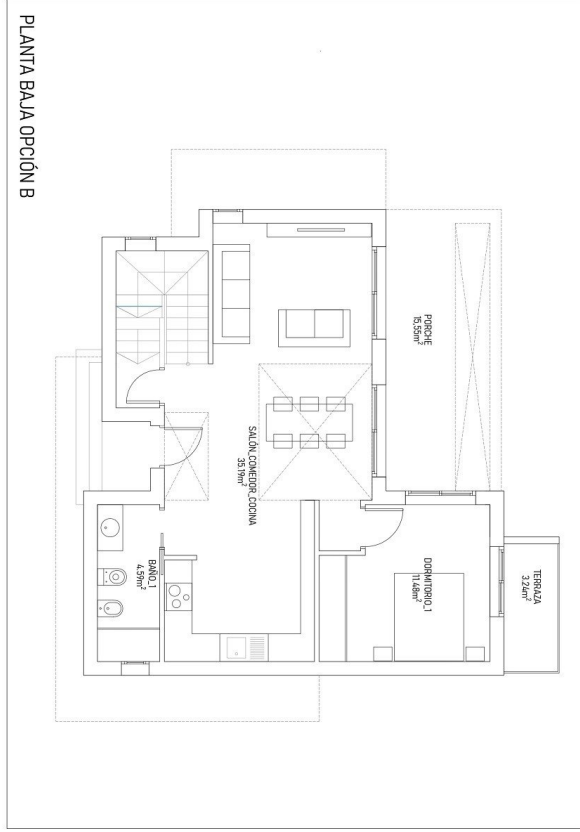 PLANTA BAJA OPCIÓN B
TERRAZA
3.24m²
PORCHE
15,55m²
DORMITORIO_1
11.48m²
SALÓN_COMEDOR_COCINA
35.19m²
BAÑO_1
4.59m²